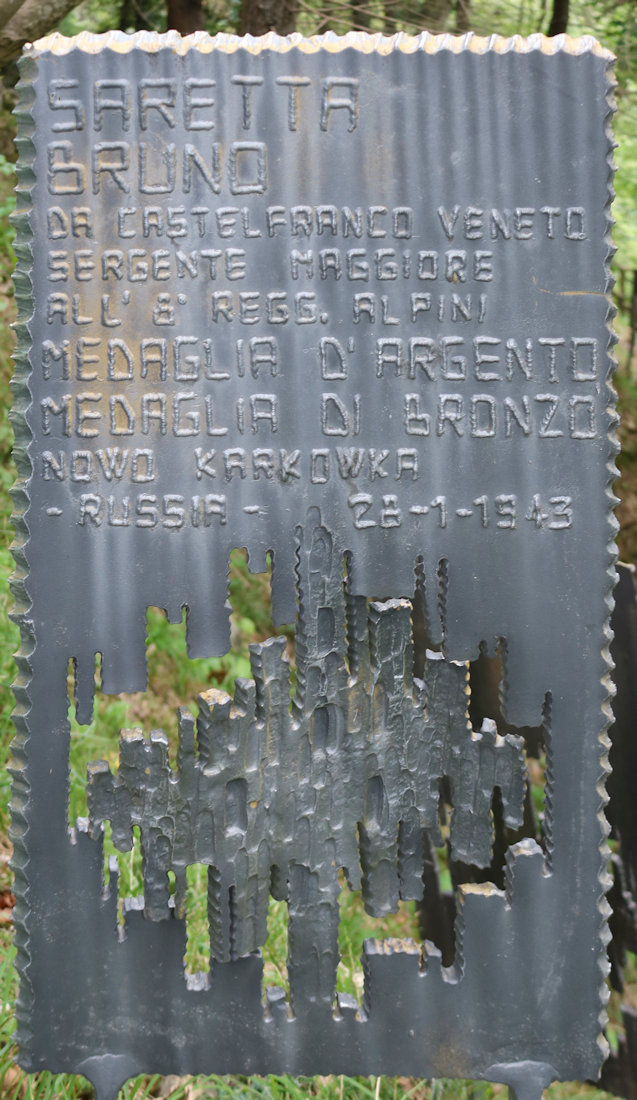 SARETTA
BRUNO
DA CASTELFRANCO VENETO
SERGENTE MAGGIORE
ALL' 8° REGG. ALPINI
MEDAGLIA D'ARGENTO
MEDAGLIA DI BRONZO
NOWO KARKOWKA
-RUSSIA- 28-1-1943